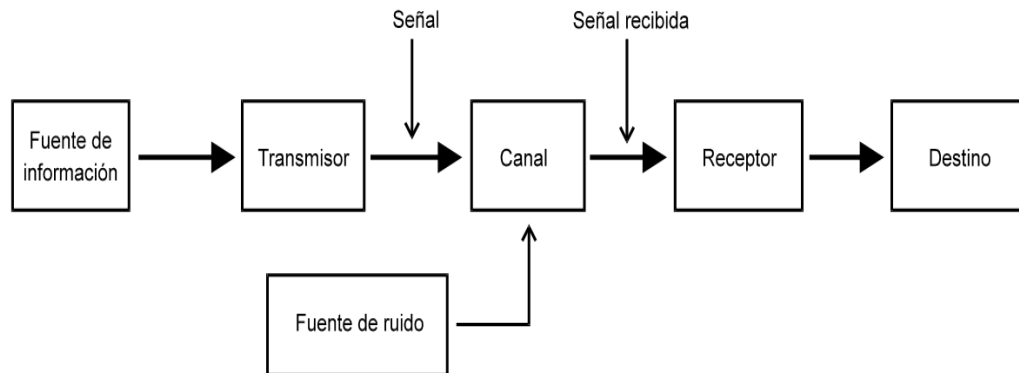 Señal
Señal recibida
Fuente de
información
Transmisor
Canal
Receptor
Destino
Fuente de ruido